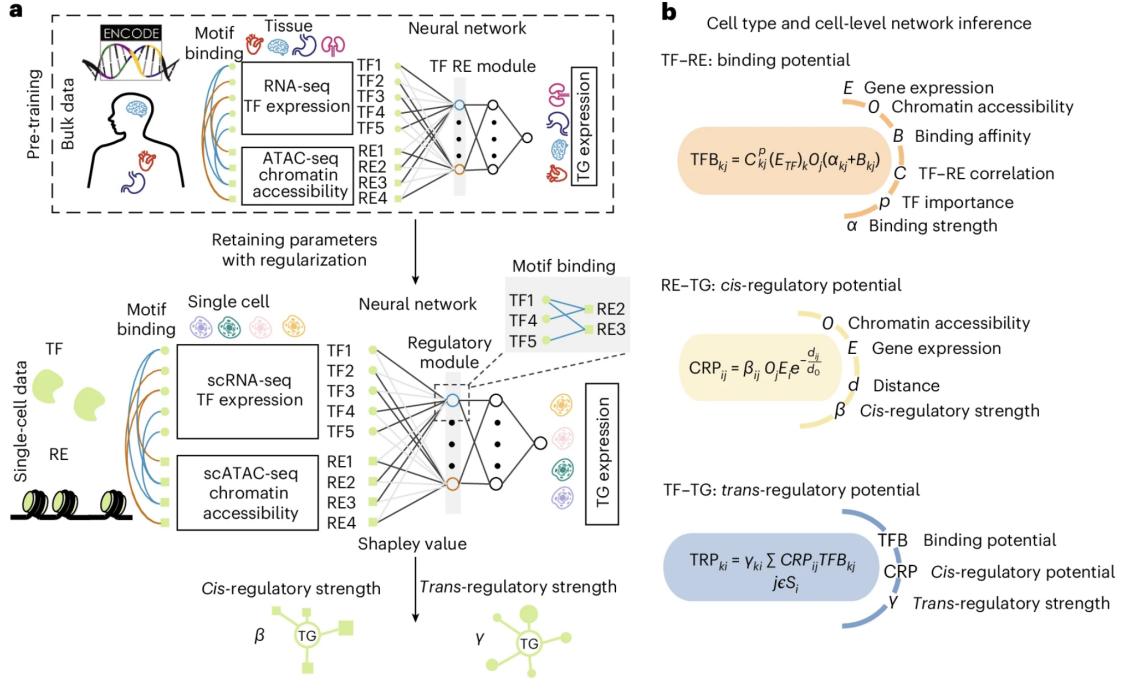 a
Pre-training
Bulk data
ENCODE
Motif
binding
Tissue
RNA-seq
TF expression
ATAC-seq
chromatin
accessibility
TF1
TF2
TF3
TF4
TF5
RE1
RE2
RE3
RE4
Neural network
TF RE module
TG expression
Retaining parameters
with regularization
Single-cell data
TF
RE
Motif
binding
Single cell
scRNA-seq
TF expression
scATAC-seq
chromatin
accessibility
TF1
TF2
TF3
TF4
TF5
RE1
RE2
RE3
RE4
Neural network
Regulatory
module
Motif binding
TF1
TF4
TF5
RE2
RE3
TG expression
Shapley value
Cis-regulatory strength
Trans-regulatory strength
β
TG
γ
TG
b
Cell type and cell-level network inference
TF–RE: binding potential
TFBkj = C^p_kj (E_TF)_k O_j(α_kj+B_kj)
E Gene expression
O Chromatin accessibility
B Binding affinity
C TF–RE correlation
p TF importance
α Binding strength
RE–TG: cis-regulatory potential
CRP_ij = β_ij O_jE_ie^−d_ij/d_0
O Chromatin accessibility
E Gene expression
d Distance
β Cis-regulatory strength
TF–TG: trans-regulatory potential
TRP_ki = γ_ki ∑ CRP_ijTFB_kj
jϵS_i
TFB Binding potential
CRP Cis-regulatory potential
γ Trans-regulatory strength